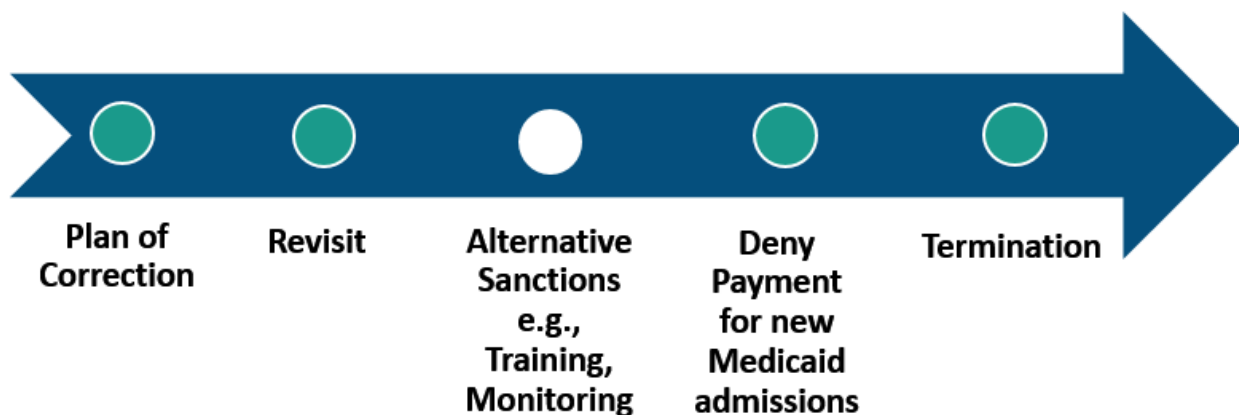 Plan of
Correction
Revisit
Alternative
Sanctions
e.g.,
Training,
Monitoring
Deny
Payment
for new
Medicaid
admissions
Termination